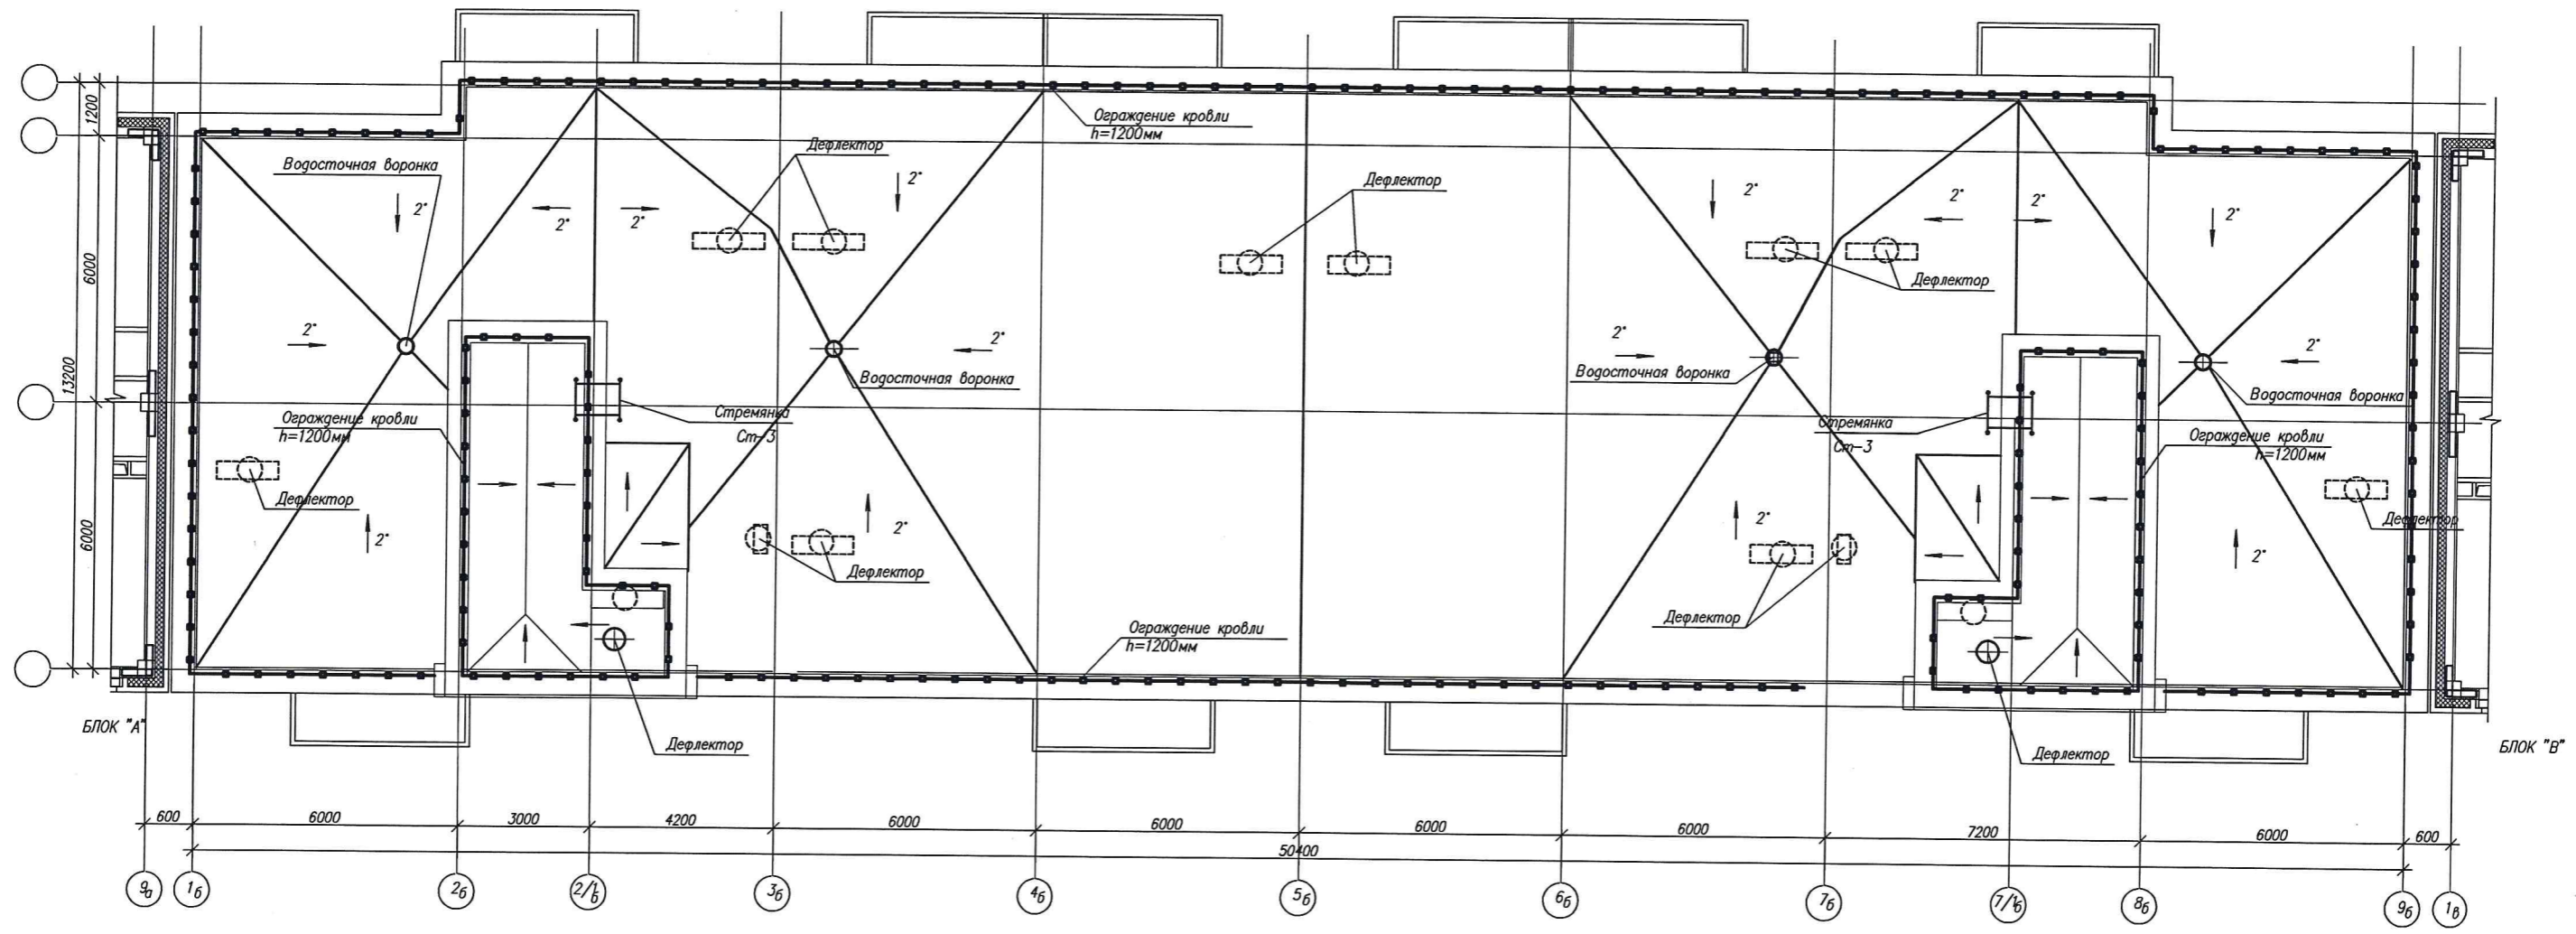 Ограждение кровли
h=1200мм
Дефлектор
Водосточная воронка
Дефлектор
1200
2°
2°
2°
2°
2°
2°
2°
2°
2°
Дефлектор
6000
2°
2°
2°
2°
13200
Водосточная воронка
Водосточная воронка
Водосточная воронка
Ограждение кровли
h=1200мм
Стремянка
Ст-3
Стремянка
Ст-3
Ограждение кровли
h=1200мм
Дефлектор
Дефлектор
6000
2°
2°
2°
2°
Дефлектор
Дефлектор
Ограждение кровли
h=1200мм
БЛОК "А"
Дефлектор
Дефлектор
БЛОК "В"
600
6000
3000
4200
6000
6000
6000
6000
7200
6000
600
50400
9а
1б
2б
2/1б
3б
4б
5б
6б
7б
7/1б
8б
9б
1в